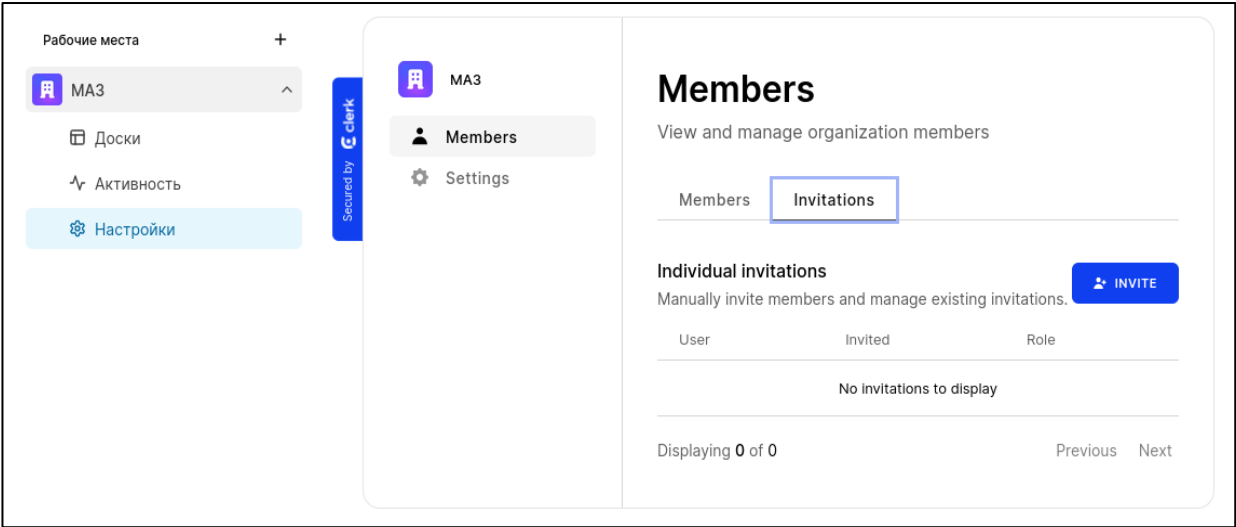 Рабочие места +
МАЗ
Доски
Активность
Настройки
Secured by clerk
МАЗ
Members
Settings
Members
View and manage organization members
Members Invitations
Individual invitations
Manually invite members and manage existing invitations.
INVITE
User Invited Role
No invitations to display
Displaying 0 of 0
Previous Next